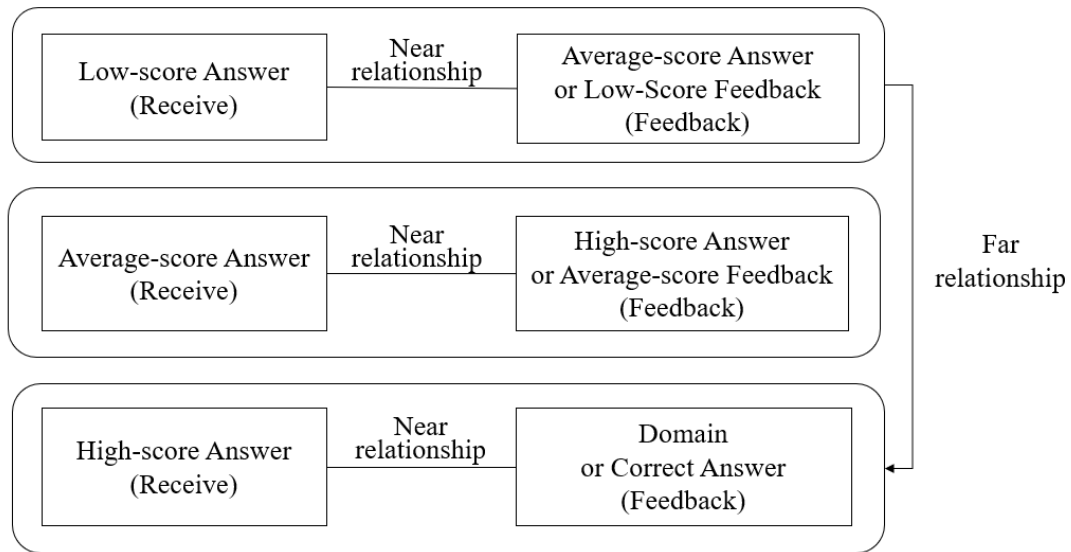 Low-score Answer
(Receive)
Near
relationship
Average-score Answer
or Low-Score Feedback
(Feedback)
Average-score Answer
(Receive)
Near
relationship
High-score Answer
or Average-score Feedback
(Feedback)
Far
relationship
High-score Answer
(Receive)
Near
relationship
Domain
or Correct Answer
(Feedback)